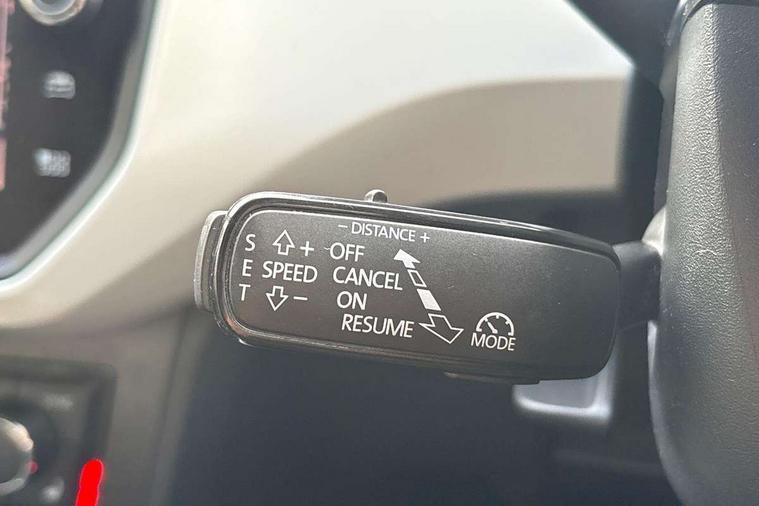 - DISTANCE +
S + OFF
E SPEED CANCEL
T - ON
RESUME
MODE